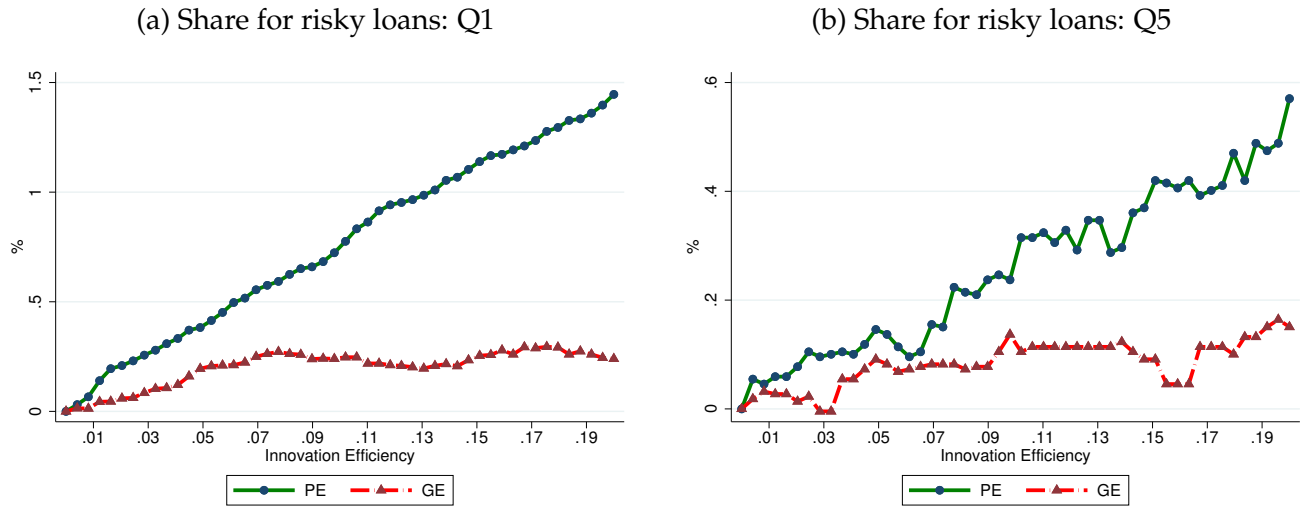 (a) Share for risky loans: Q1
1.5
1
.5
0
%
.01 .03 .05 .07 .09 .11 .13 .15 .17 .19
Innovation Efficiency
PE GE
(b) Share for risky loans: Q5
.6
.4
.2
0
%
.01 .03 .05 .07 .09 .11 .13 .15 .17 .19
Innovation Efficiency
PE GE